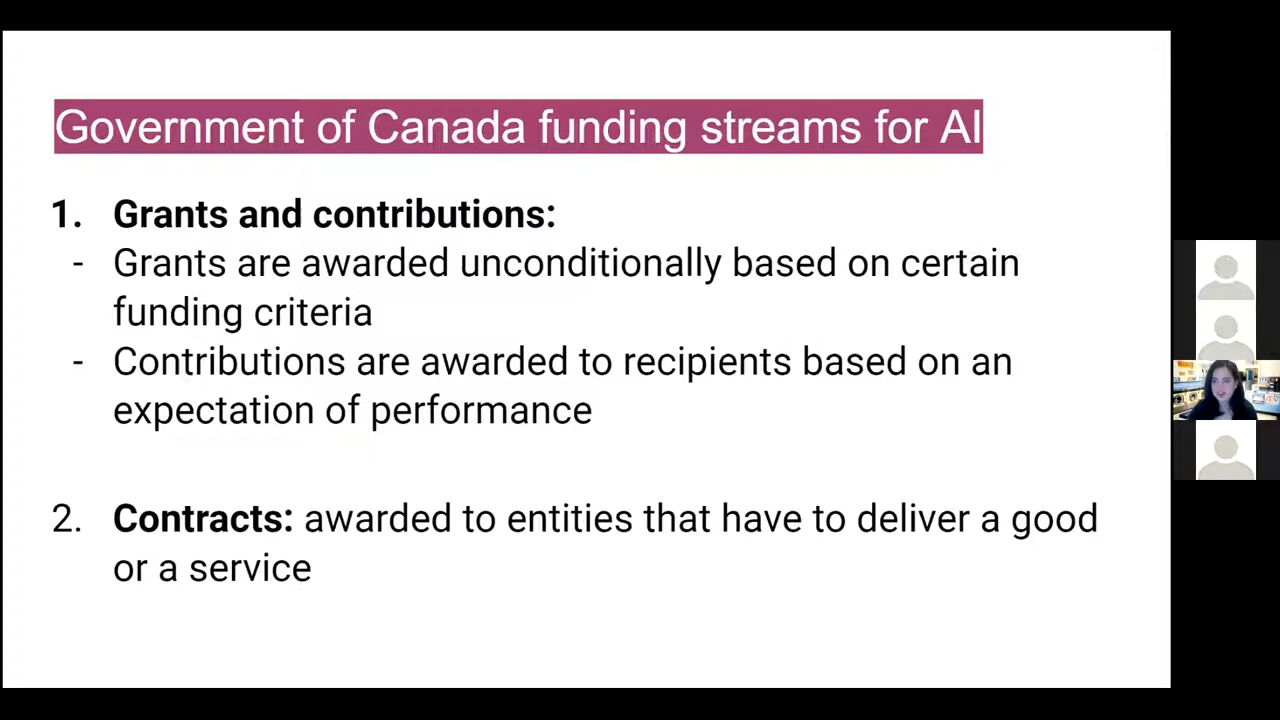 Government of Canada funding streams for AI
1. Grants and contributions:
- Grants are awarded unconditionally based on certain
funding criteria
- Contributions are awarded to recipients based on an
expectation of performance
2. Contracts: awarded to entities that have to deliver a good
or a service